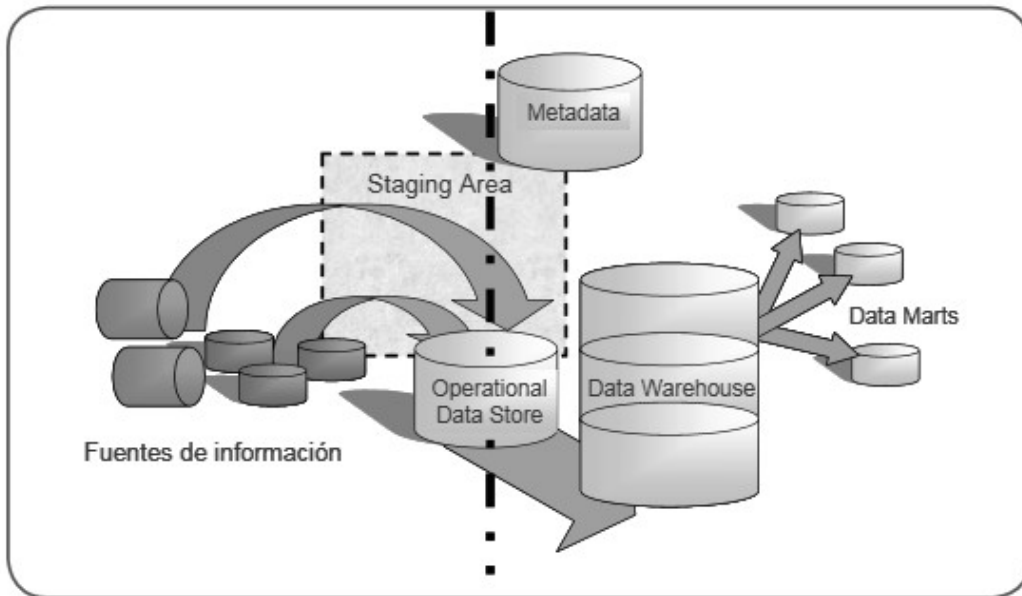 Metadata
Staging Area
Data Marts
Operational
Data Store
Data Warehouse
Fuentes de información